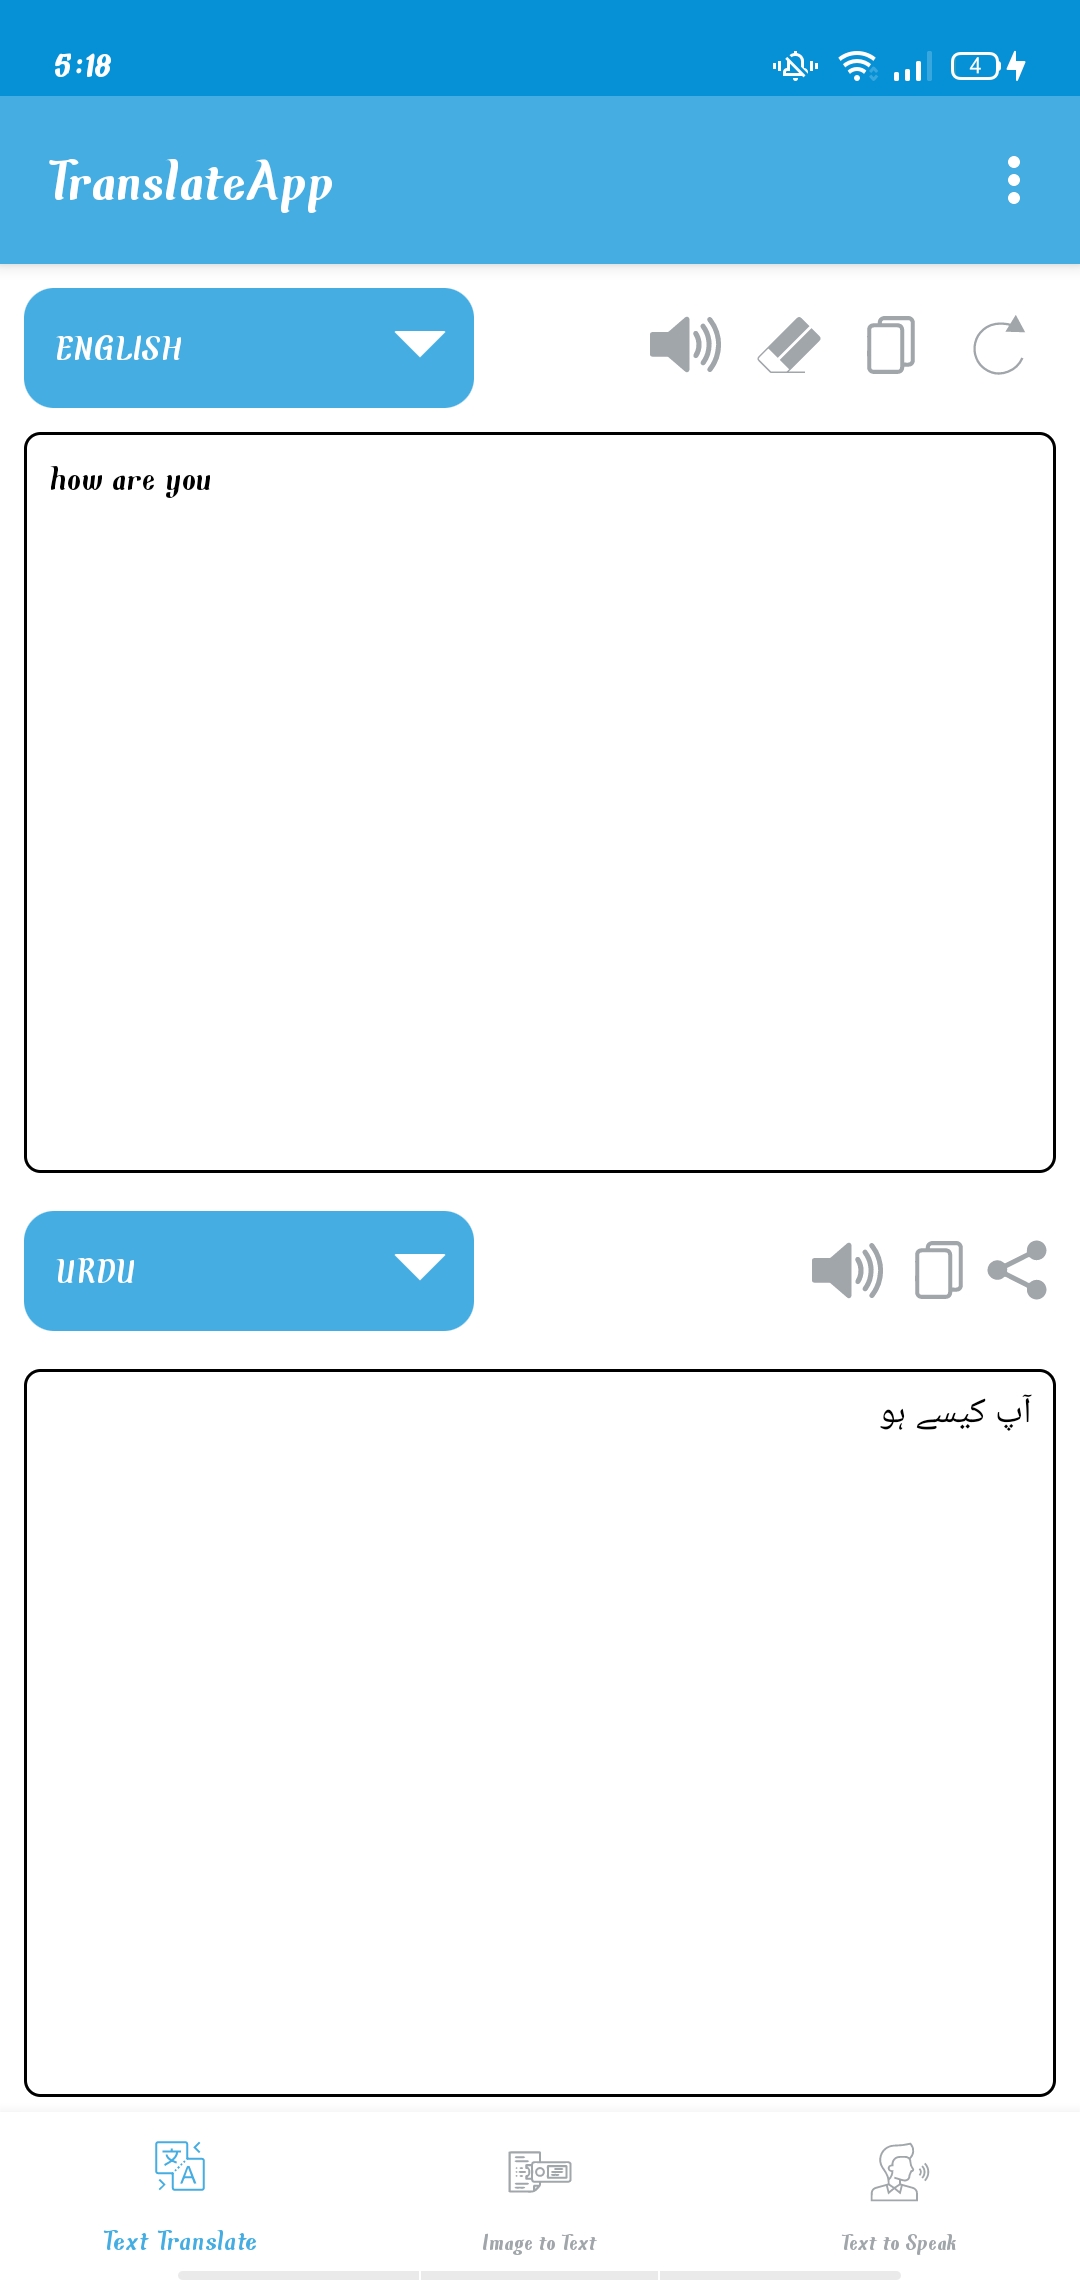 5:18
4
TranslateApp
ENGLISH
how are you
URDU
آپ کیسے ہو
Text Translate
Image to Text
Text to Speak